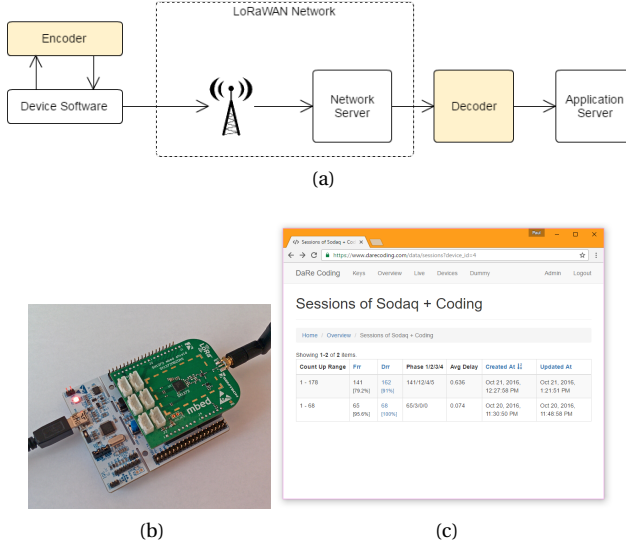 LoRaWAN Network
Encoder
Device Software
Network
Server
Decoder
Application
Server
(a)
mbed
LoRa
(b)
Sessions of Sodaq + Co
https://www.darecoding.com/data/sessions?device_id=4
DaRe Coding Keys Overview Live Devices Dummy Admin Logout
Sessions of Sodaq + Coding
Home / Overview / Sessions of Sodaq + Coding
Showing 1-2 of 2 items.
Count Up Range Frr Drr Phase 1/2/3/4 Avg Delay Created At Updated At
1 - 178 141 162 141/12/4/5 0.636 Oct 21, 2016, Oct 21, 2016,
[79.2%] [91%] 12:27:58 PM 1:21:51 PM
1 - 68 65 68 65/3/0/0 0.074 Oct 20, 2016, Oct 20, 2016,
[95.6%] [100%] 11:30:50 PM 11:48:58 PM
(c)